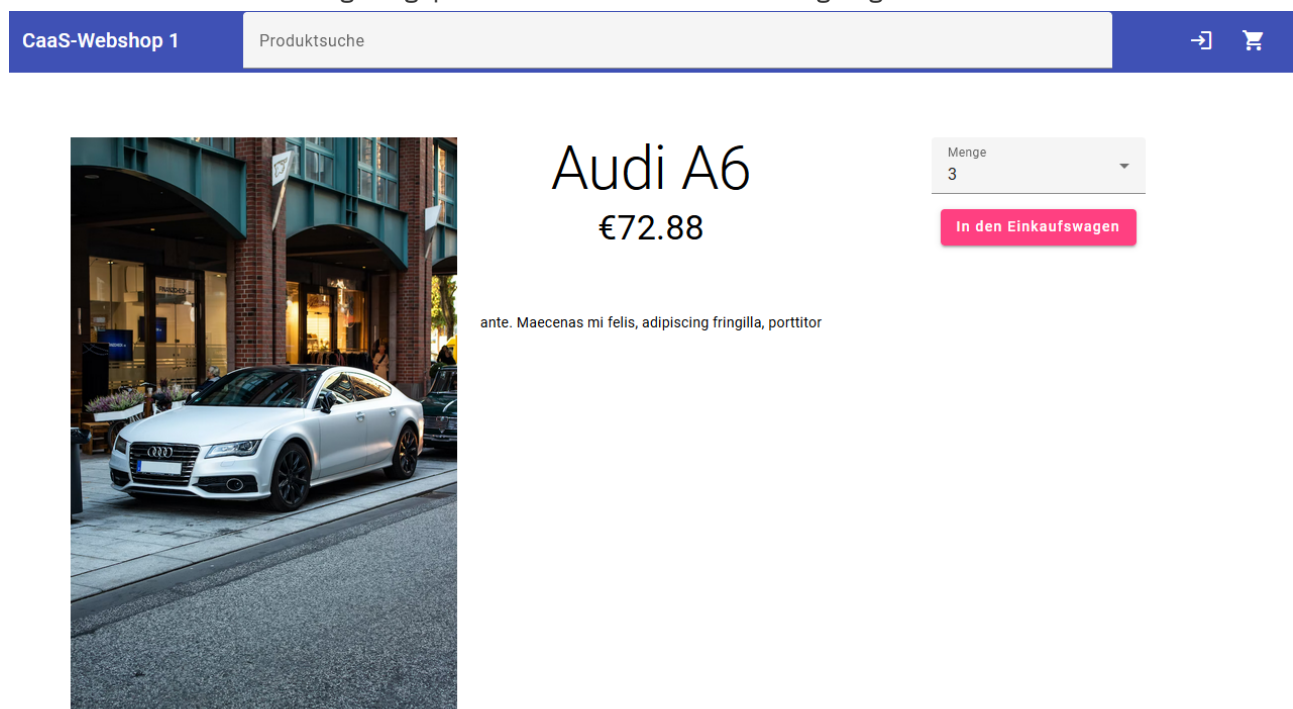 CaaS-Webshop 1
Produktsuche
Audi A6
€72.88
ante. Maecenas mi felis, adipiscing fringilla, porttitor
Menge
3
In den Einkaufswagen